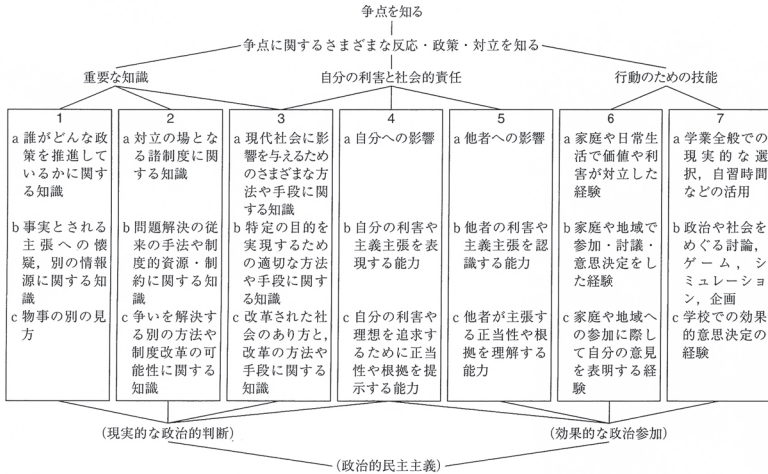 争点を知る
争点に関するさまざまな反応・政策・対立を知る
重要な知識
自分の利害と社会的責任
行動のための技能
1
a 誰がどんな政
策を推進して
いるかに関す
る知識
b 事実とされる
主張への懐
疑，別の情報
源に関する知
識
c 物事の別の見
方
2
a 対立の場とな
る諸制度に関
する知識
b 問題解決の従
来の手法や制
度的資源・制
約に関する知
識
c 争いを解決す
る別の方法や
制度改革の可
能性に関する
知識
3
a 現代社会に影
響を与えるため
のさまざまな方
法や手段に関
する知識
b 特定の目的を
実現するため
の適切な方法
や手段に関す
る知識
c 改革された社
会のあり方と，
改革の方法や
手段に関する
知識
4
a 自分への影響
b 自分の利害や
主義主張を表
現する能力
c 自分の利害や
理想を追求す
るために正当
性や根拠を提
示する能力
5
a 他者への影響
b 他者の利害や
主義主張を認
識する能力
c 他者が主張す
る正当性や根
拠を理解する
能力
6
a 家庭や日常生
活で価値や利
害が対立した
経験
b 家庭や地域で
参加・討議・
意思決定をし
た経験
c 家庭や地域へ
の参加に際し
て自分の意見
を表明する経
験
7
a 学業全般での
現実的な選
択，自習時間
などの活用
b 政治や社会を
めぐる討論，
ゲーム，シ
ミュレーショ
ン，企画
c 学校での効果
的意思決定の
経験
(現実的な政治的判断)
(効果的な政治参加)
(政治的民主主義)